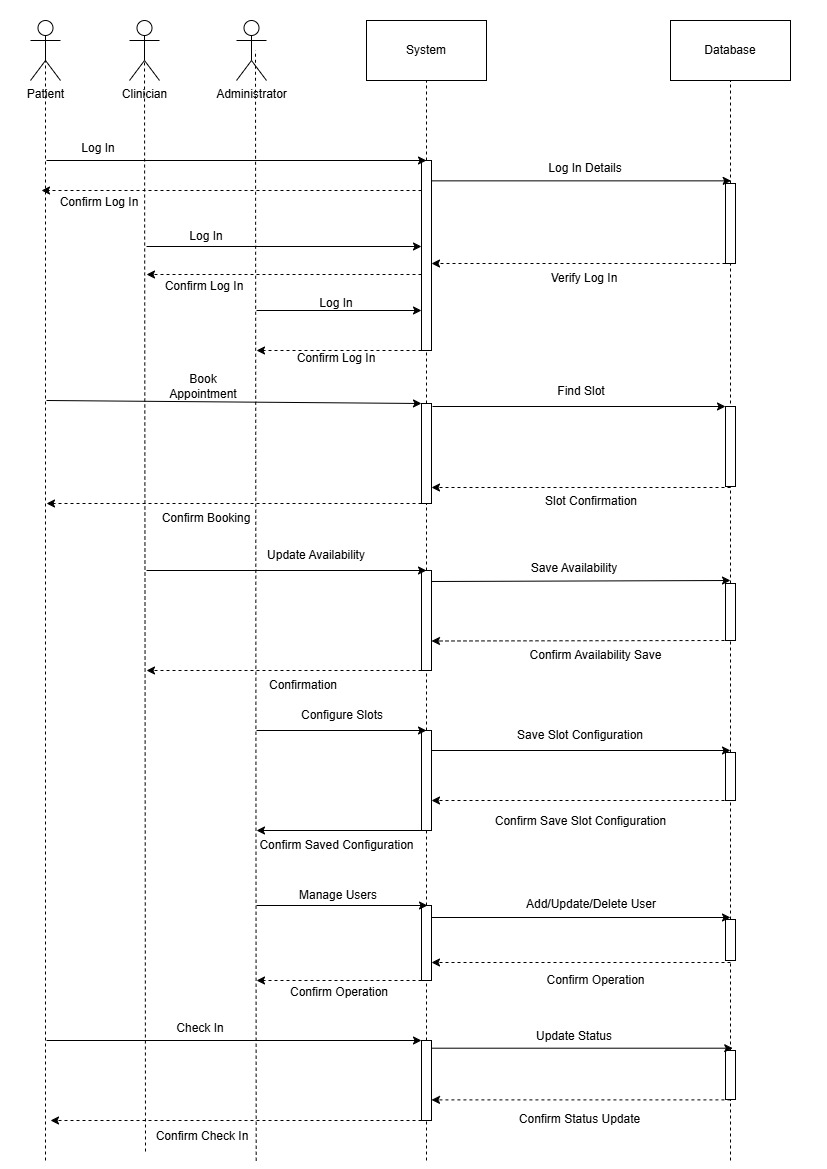 System
Database
Patient
Clinician
Administrator
Log In
Log In Details
Confirm Log In
Log In
Verify Log In
Confirm Log In
Log In
Confirm Log In
Book
Appointment
Find Slot
Slot Confirmation
Confirm Booking
Update Availability
Save Availability
Confirm Availability Save
Confirmation
Configure Slots
Save Slot Configuration
Confirm Save Slot Configuration
Confirm Saved Configuration
Manage Users
Add/Update/Delete User
Confirm Operation
Confirm Operation
Check In
Update Status
Confirm Status Update
Confirm Check In